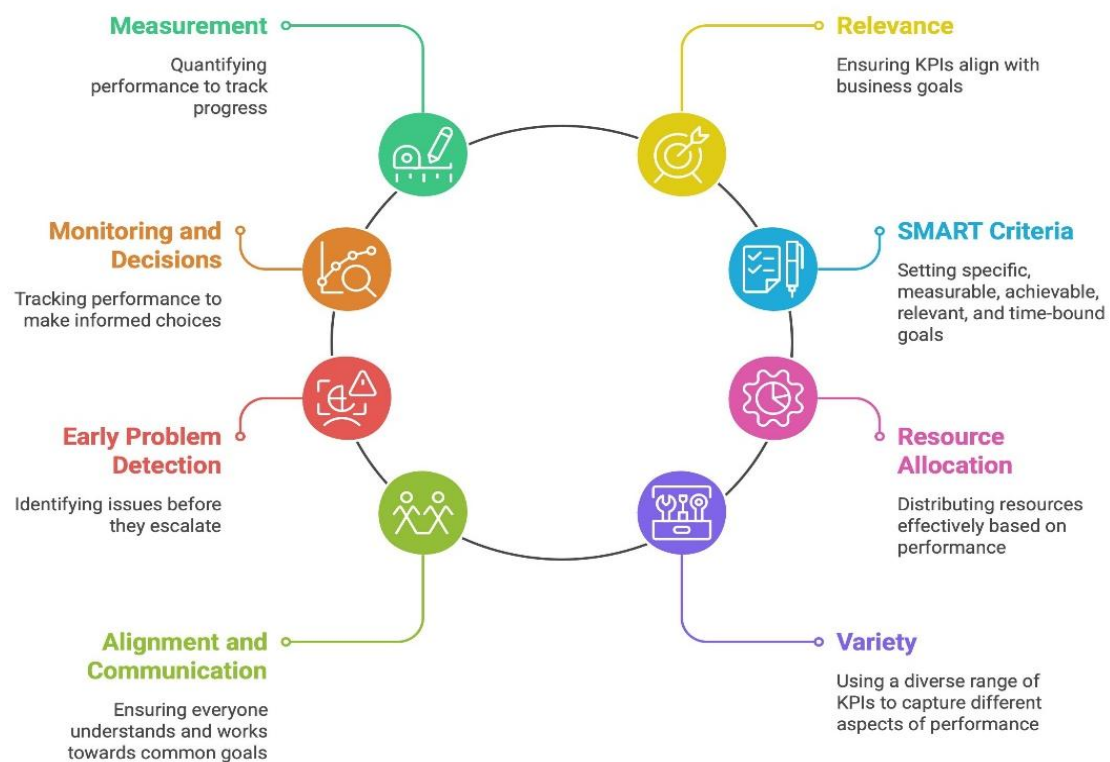 Measurement
Quantifying
performance to track
progress
Relevance
Ensuring KPIs align with
business goals
Monitoring and
Decisions
Tracking performance to
make informed choices
SMART Criteria
Setting specific,
measurable, achievable,
relevant, and time-bound
goals
Early Problem
Detection
Identifying issues before
they escalate
Resource
Allocation
Distributing resources
effectively based on
performance
Alignment and
Communication
Ensuring everyone
understands and works
towards common goals
Variety
Using a diverse range of
KPIs to capture different
aspects of performance